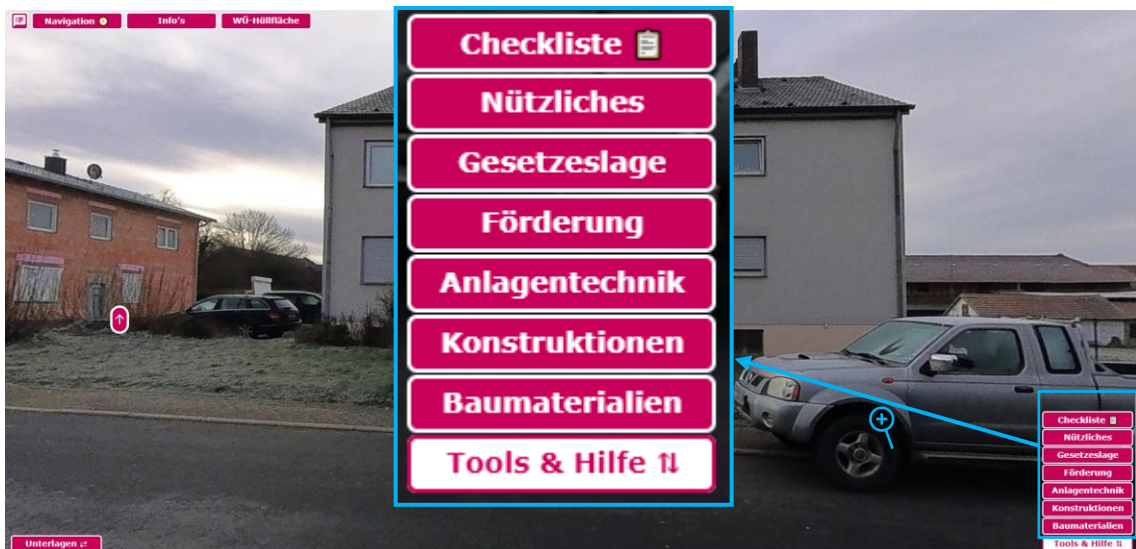 Navigation
Info's
WÜ-Hüllfläche
Checkliste
Nützliches
Gesetzeslage
Förderung
Anlagentechnik
Konstruktionen
Baumaterialien
Tools & Hilfe ⇅
Checkliste
Nützliches
Gesetzeslage
Förderung
Anlagentechnik
Konstruktionen
Baumaterialien
Tools & Hilfe ⇅
Unterlagen ⇄